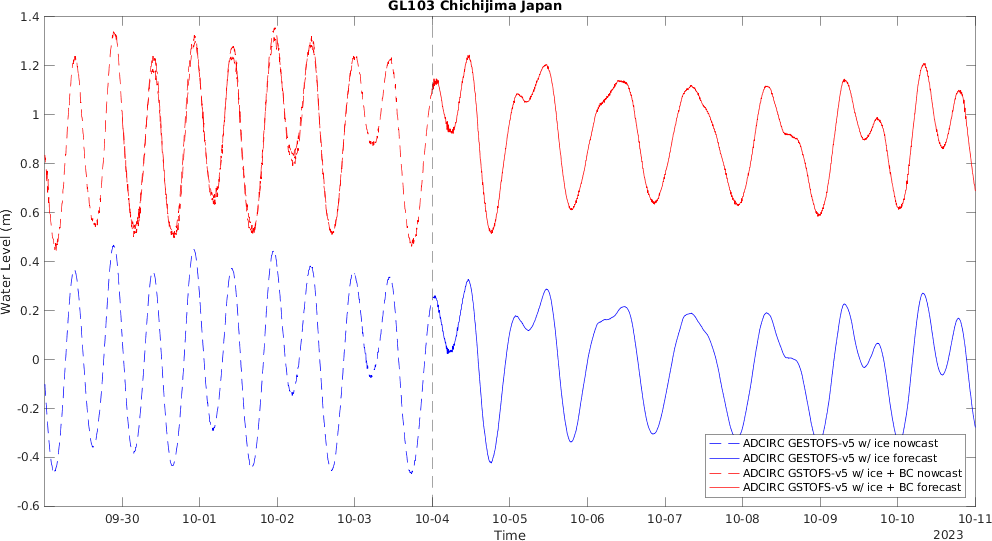 GL103 Chichijima Japan
1.4
1.2
1
0.8
0.6
0.4
0.2
0
-0.2
-0.4
-0.6
Water Level (m)
ADCIRC GESTOFS-v5 w/ ice nowcast
ADCIRC GESTOFS-v5 w/ ice forecast
ADCIRC GSTOFS-v5 w/ ice + BC nowcast
ADCIRC GSTOFS-v5 w/ ice + BC forecast
09-30 10-01 10-02 10-03 10-04 10-05 10-06 10-07 10-08 10-09 10-10 10-11
Time
2023